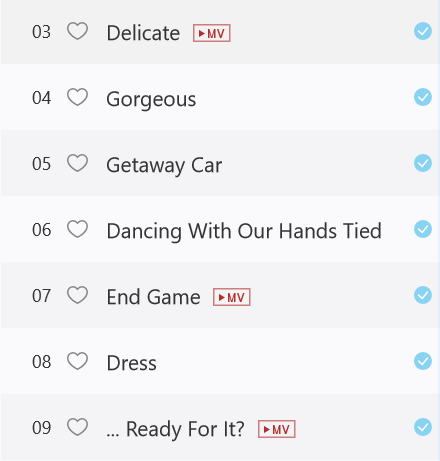 03 Delicate MV
04 Gorgeous
05 Getaway Car
06 Dancing With Our Hands Tied
07 End Game MV
08 Dress
09 ... Ready For It? MV